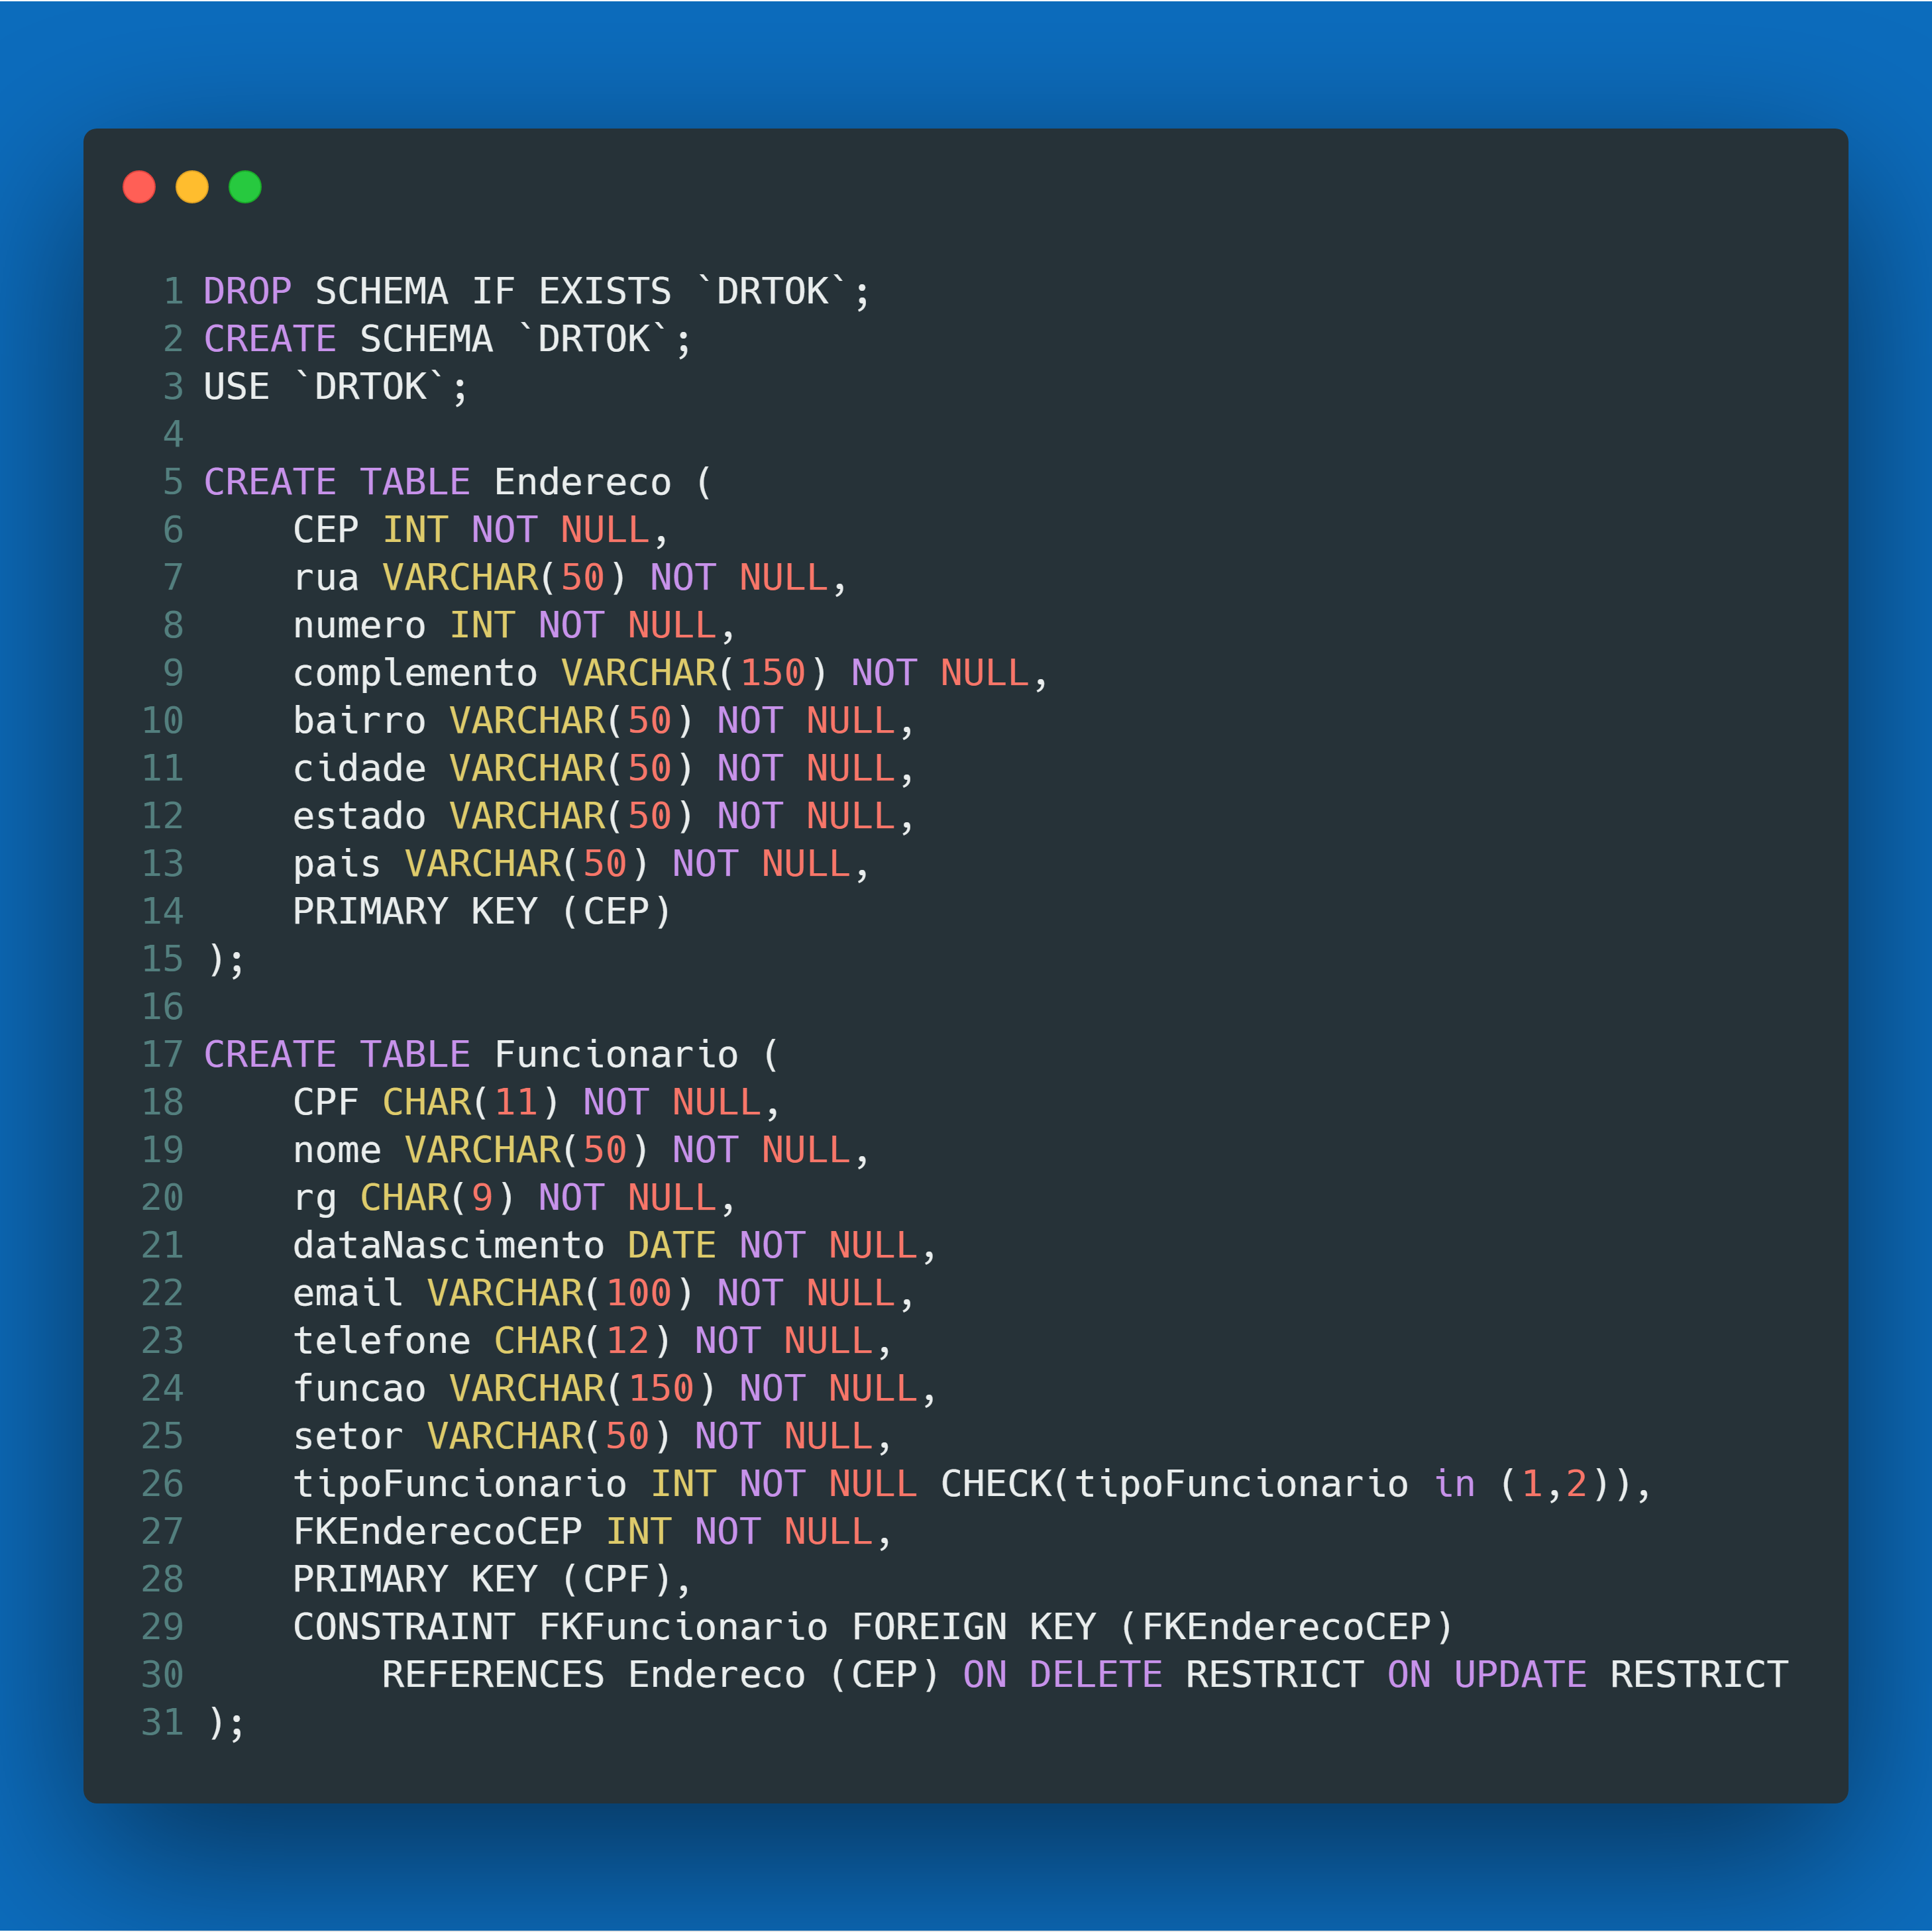 1 DROP SCHEMA IF EXISTS `DRTOK`;
2 CREATE SCHEMA `DRTOK`;
3 USE `DRTOK`;
4
5 CREATE TABLE Endereco (
6     CEP INT NOT NULL,
7     rua VARCHAR(50) NOT NULL,
8     numero INT NOT NULL,
9     complemento VARCHAR(150) NOT NULL,
10     bairro VARCHAR(50) NOT NULL,
11     cidade VARCHAR(50) NOT NULL,
12     estado VARCHAR(50) NOT NULL,
13     pais VARCHAR(50) NOT NULL,
14     PRIMARY KEY (CEP)
15 );
16
17 CREATE TABLE Funcionario (
18     CPF CHAR(11) NOT NULL,
19     nome VARCHAR(50) NOT NULL,
20     rg CHAR(9) NOT NULL,
21     dataNascimento DATE NOT NULL,
22     email VARCHAR(100) NOT NULL,
23     telefone CHAR(12) NOT NULL,
24     funcao VARCHAR(150) NOT NULL,
25     setor VARCHAR(50) NOT NULL,
26     tipoFuncionario INT NOT NULL CHECK(tipoFuncionario in (1,2)),
27     FKEnderecoCEP INT NOT NULL,
28     PRIMARY KEY (CPF),
29     CONSTRAINT FKFuncionario FOREIGN KEY (FKEnderecoCEP)
30         REFERENCES Endereco (CEP) ON DELETE RESTRICT ON UPDATE RESTRICT
31 );